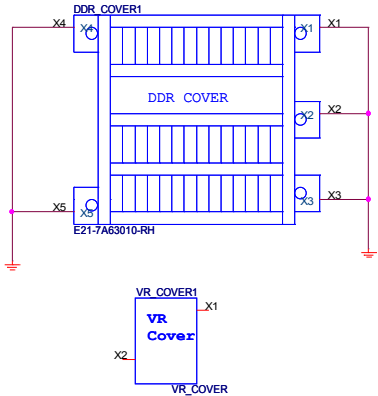 DDR_COVER1
X4 X4 X1 X1
DDR COVER
X2 X2
X5 X5 X3 X3
E21-7A63010-RH
VR_COVER1
X1
VR
Cover
X2
VR_COVER